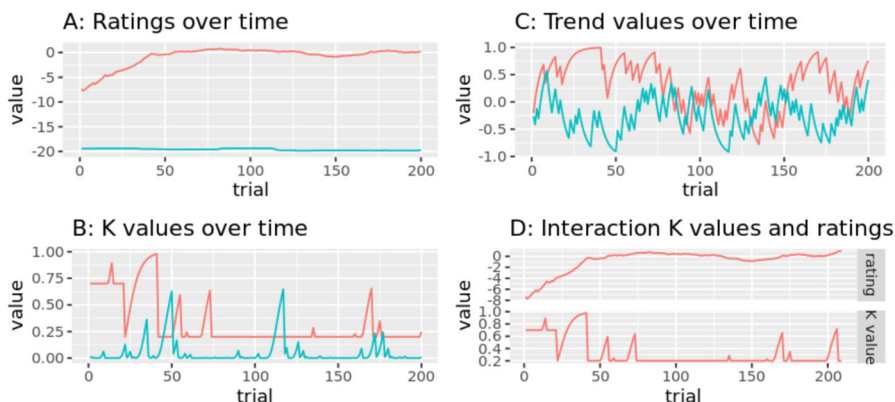 A: Ratings over time
value
0
-5
-10
-15
-20
0 50 100 150 200
trial
C: Trend values over time
value
1.0
0.5
0.0
-0.5
-1.0
0 50 100 150 200
trial
B: K values over time
value
1.00
0.75
0.50
0.25
0.00
0 50 100 150 200
trial
D: Interaction K values and ratings
value
0
-2
-4
-6
-8
rating
1.0
0.8
0.6
0.4
0.2
K value
0 50 100 150 200
trial